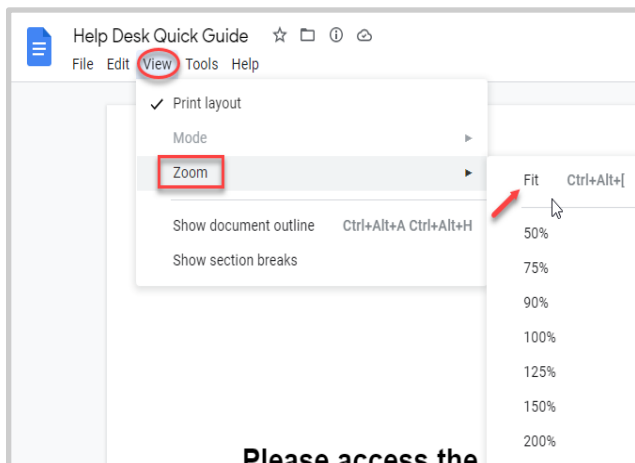 Help Desk Quick Guide
File Edit View Tools Help
Print layout
Mode
Zoom
Fit Ctrl+Alt+[
Show document outline Ctrl+Alt+A Ctrl+Alt+H
50%
Show section breaks
75%
90%
100%
125%
150%
200%
Please access the